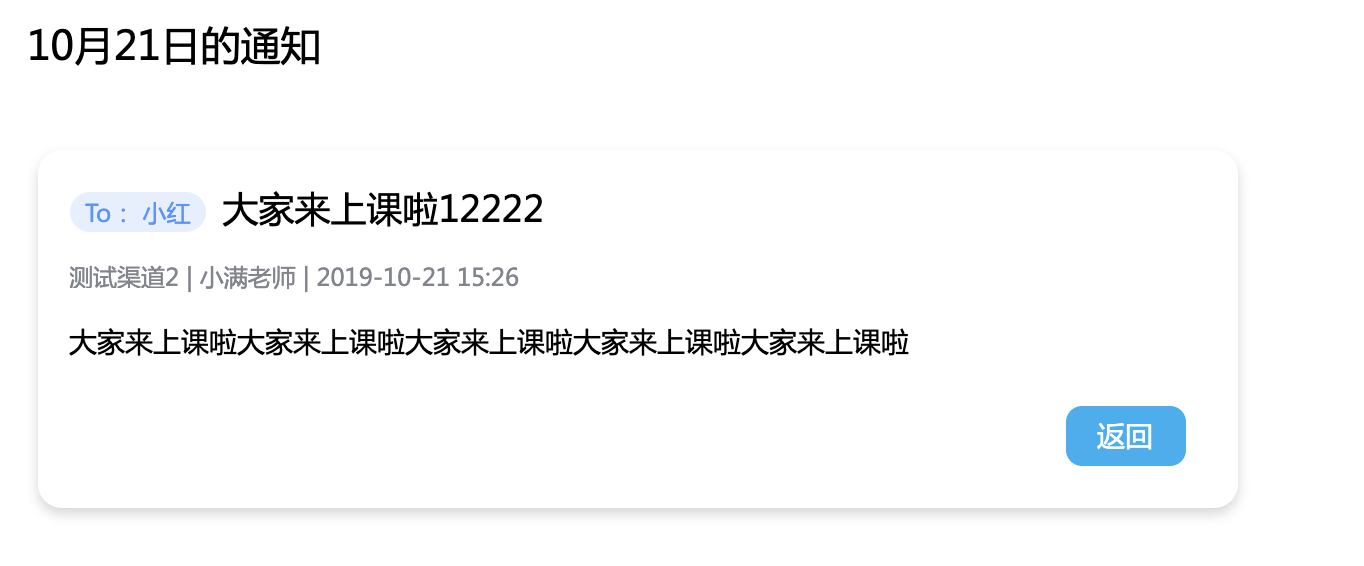 10月21日的通知
To： 小红 大家来上课啦12222
测试渠道2 | 小满老师 | 2019-10-21 15:26
大家来上课啦大家来上课啦大家来上课啦大家来上课啦大家来上课啦
返回